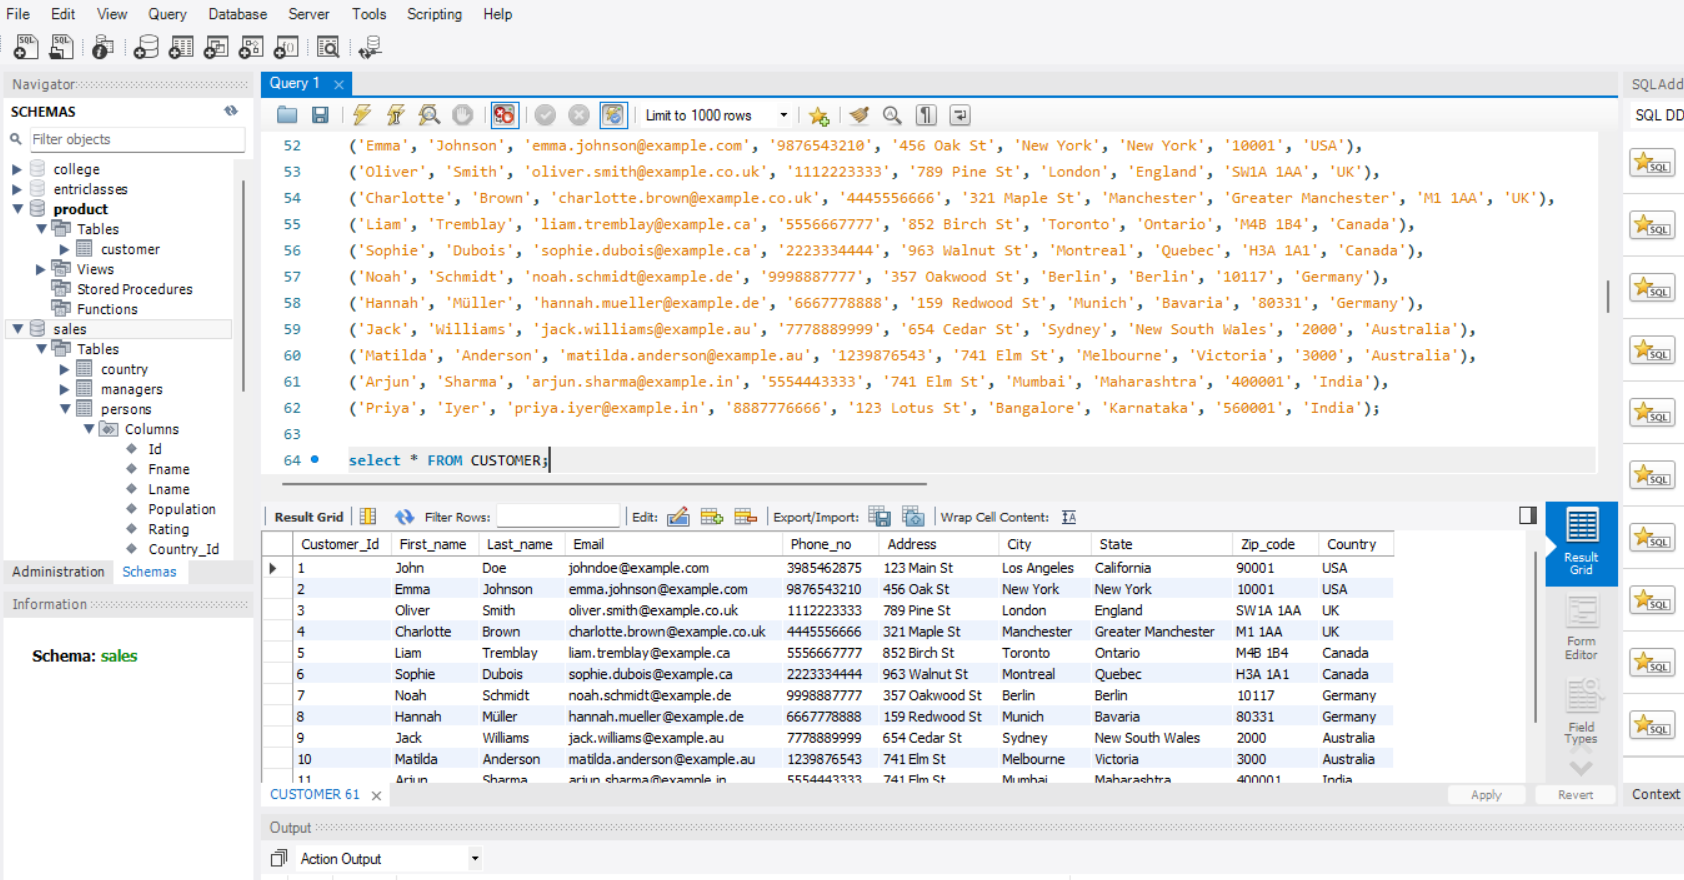 File Edit View Query Database Server Tools Scripting Help
Navigator
SCHEMAS
Filter objects
college
entriclasses
product
Tables
customer
Views
Stored Procedures
Functions
sales
Tables
country
managers
persons
Columns
Id
Fname
Lname
Population
Rating
Country_Id
Administration Schemas
Information
Schema: sales
Query 1
Limit to 1000 rows
52 ('Emma', 'Johnson', 'emma.johnson@example.com', '9876543210', '456 Oak St', 'New York', 'New York', '10001', 'USA'),
53 ('Oliver', 'Smith', 'oliver.smith@example.co.uk', '1112223333', '789 Pine St', 'London', 'England', 'SW1A 1AA', 'UK'),
54 ('Charlotte', 'Brown', 'charlotte.brown@example.co.uk', '4445556666', '321 Maple St', 'Manchester', 'Greater Manchester', 'M1 1AA', 'UK'),
55 ('Liam', 'Tremblay', 'liam.tremblay@example.ca', '5556667777', '852 Birch St', 'Toronto', 'Ontario', 'M4B 1B4', 'Canada'),
56 ('Sophie', 'Dubois', 'sophie.dubois@example.ca', '2223334444', '963 Walnut St', 'Montreal', 'Quebec', 'H3A 1A1', 'Canada'),
57 ('Noah', 'Schmidt', 'noah.schmidt@example.de', '9998887777', '357 Oakwood St', 'Berlin', 'Berlin', '10117', 'Germany'),
58 ('Hannah', 'Müller', 'hannah.mueller@example.de', '6667778888', '159 Redwood St', 'Munich', 'Bavaria', '80331', 'Germany'),
59 ('Jack', 'Williams', 'jack.williams@example.au', '7778889999', '654 Cedar St', 'Sydney', 'New South Wales', '2000', 'Australia'),
60 ('Matilda', 'Anderson', 'matilda.anderson@example.au', '1239876543', '741 Elm St', 'Melbourne', 'Victoria', '3000', 'Australia'),
61 ('Arjun', 'Sharma', 'arjun.sharma@example.in', '5554443333', '741 Elm St', 'Mumbai', 'Maharashtra', '400001', 'India'),
62 ('Priya', 'Iyer', 'priya.iyer@example.in', '8887776666', '123 Lotus St', 'Bangalore', 'Karnataka', '560001', 'India');
63
64 select * FROM CUSTOMER;
Result Grid Filter Rows: Edit: Export/Import: Wrap Cell Content: IA
Customer_Id First_name Last_name Email Phone_no Address City State Zip_code Country
1 John Doe johndoe@example.com 3985462875 123 Main St Los Angeles California 90001 USA
2 Emma Johnson emma.johnson@example.com 9876543210 456 Oak St New York New York 10001 USA
3 Oliver Smith oliver.smith@example.co.uk 1112223333 789 Pine St London England SW1A 1AA UK
4 Charlotte Brown charlotte.brown@example.co.uk 4445556666 321 Maple St Manchester Greater Manchester M1 1AA UK
5 Liam Tremblay liam.tremblay@example.ca 5556667777 852 Birch St Toronto Ontario M4B 1B4 Canada
6 Sophie Dubois sophie.dubois@example.ca 2223334444 963 Walnut St Montreal Quebec H3A 1A1 Canada
7 Noah Schmidt noah.schmidt@example.de 9998887777 357 Oakwood St Berlin Berlin 10117 Germany
8 Hannah Müller hannah.mueller@example.de 6667778888 159 Redwood St Munich Bavaria 80331 Germany
9 Jack Williams jack.williams@example.au 7778889999 654 Cedar St Sydney New South Wales 2000 Australia
10 Matilda Anderson matilda.anderson@example.au 1239876543 741 Elm St Melbourne Victoria 3000 Australia
11 Arjun Sharma arjun.sharma@example.in 5554443333 741 Elm St Mumbai Maharashtra 400001 India
CUSTOMER 61
Apply Revert
Result
Grid
Form
Editor
Field
Types
Output
Action Output
SQLAdd
SQL DD
SQL
SQL
SQL
SQL
SQL
SQL
SQL
SQL
SQL
SQL
Context